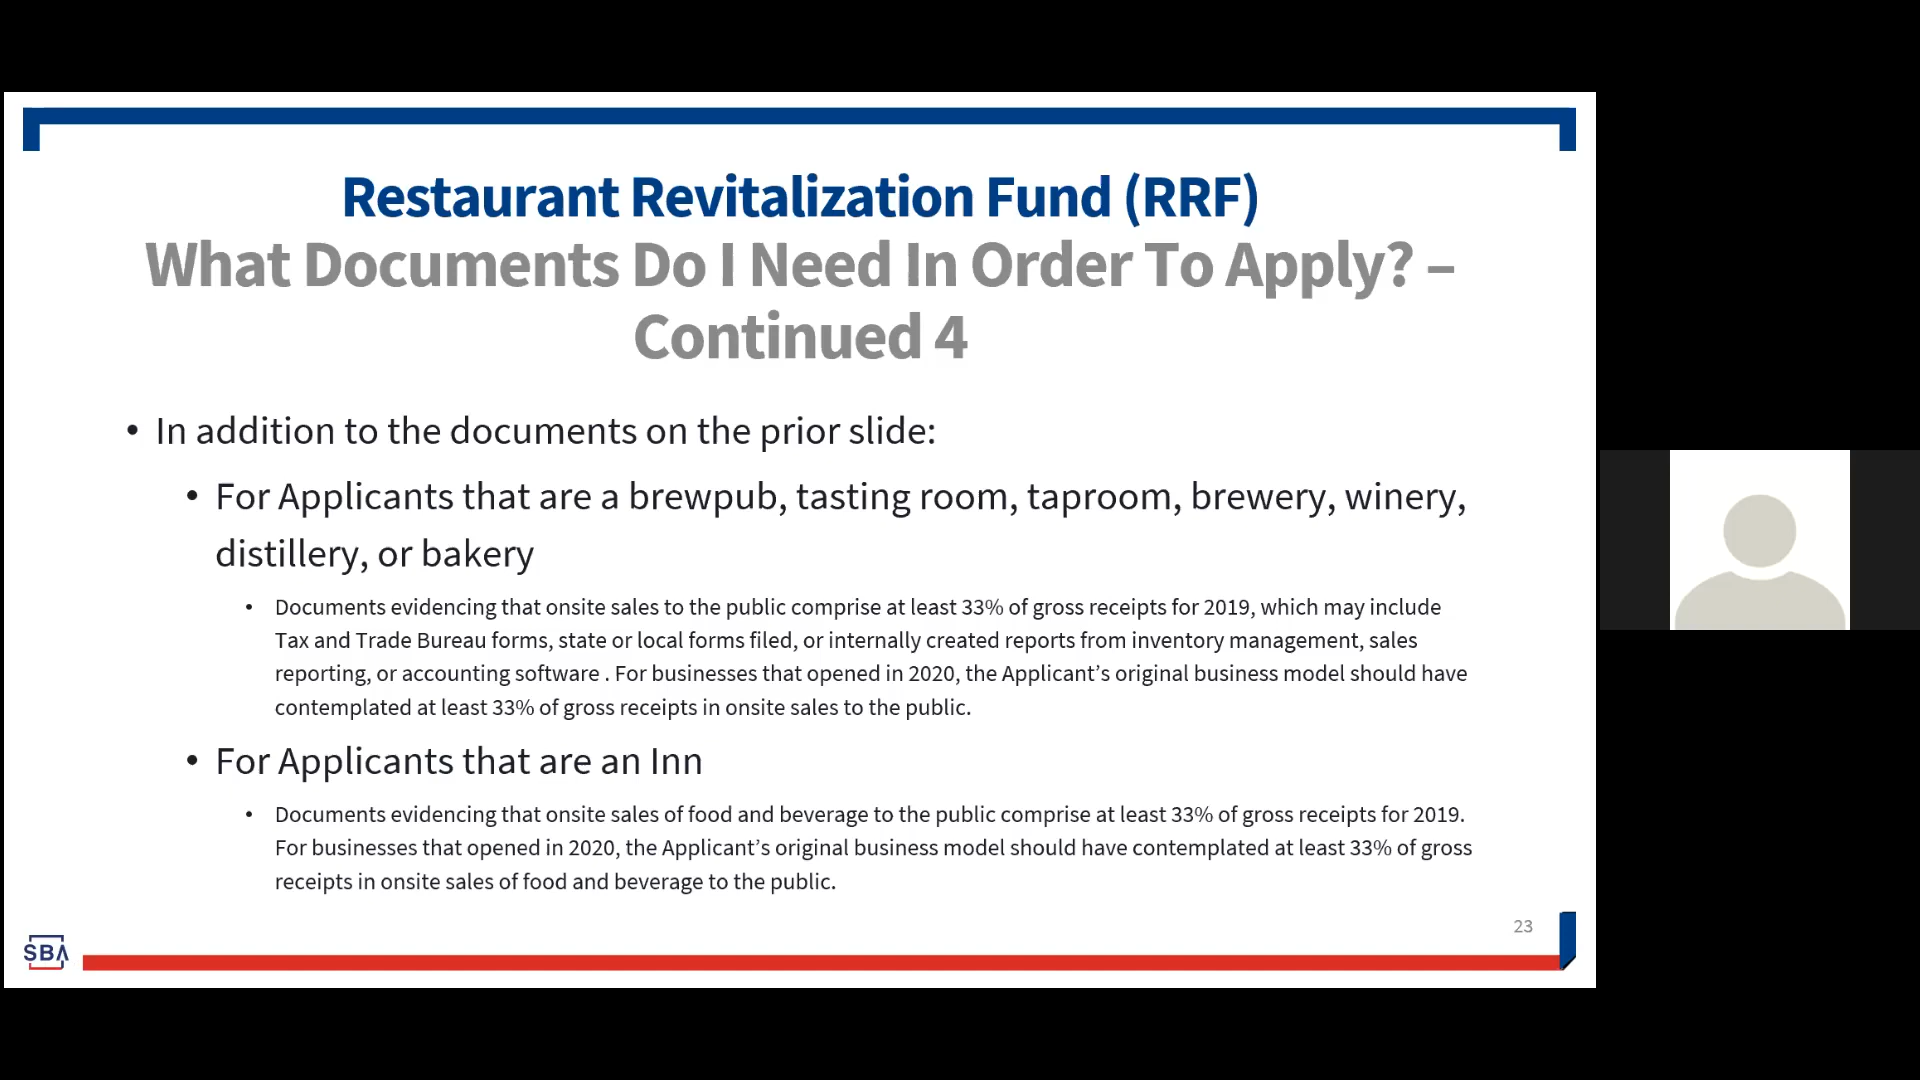 Restaurant Revitalization Fund (RRF)
What Documents Do I Need In Order To Apply? –
Continued 4
• In addition to the documents on the prior slide:
• For Applicants that are a brewpub, tasting room, taproom, brewery, winery,
distillery, or bakery
• Documents evidencing that onsite sales to the public comprise at least 33% of gross receipts for 2019, which may include
Tax and Trade Bureau forms, state or local forms filed, or internally created reports from inventory management, sales
reporting, or accounting software . For businesses that opened in 2020, the Applicant’s original business model should have
contemplated at least 33% of gross receipts in onsite sales to the public.
• For Applicants that are an Inn
• Documents evidencing that onsite sales of food and beverage to the public comprise at least 33% of gross receipts for 2019.
For businesses that opened in 2020, the Applicant’s original business model should have contemplated at least 33% of gross
receipts in onsite sales of food and beverage to the public.
23
SBA